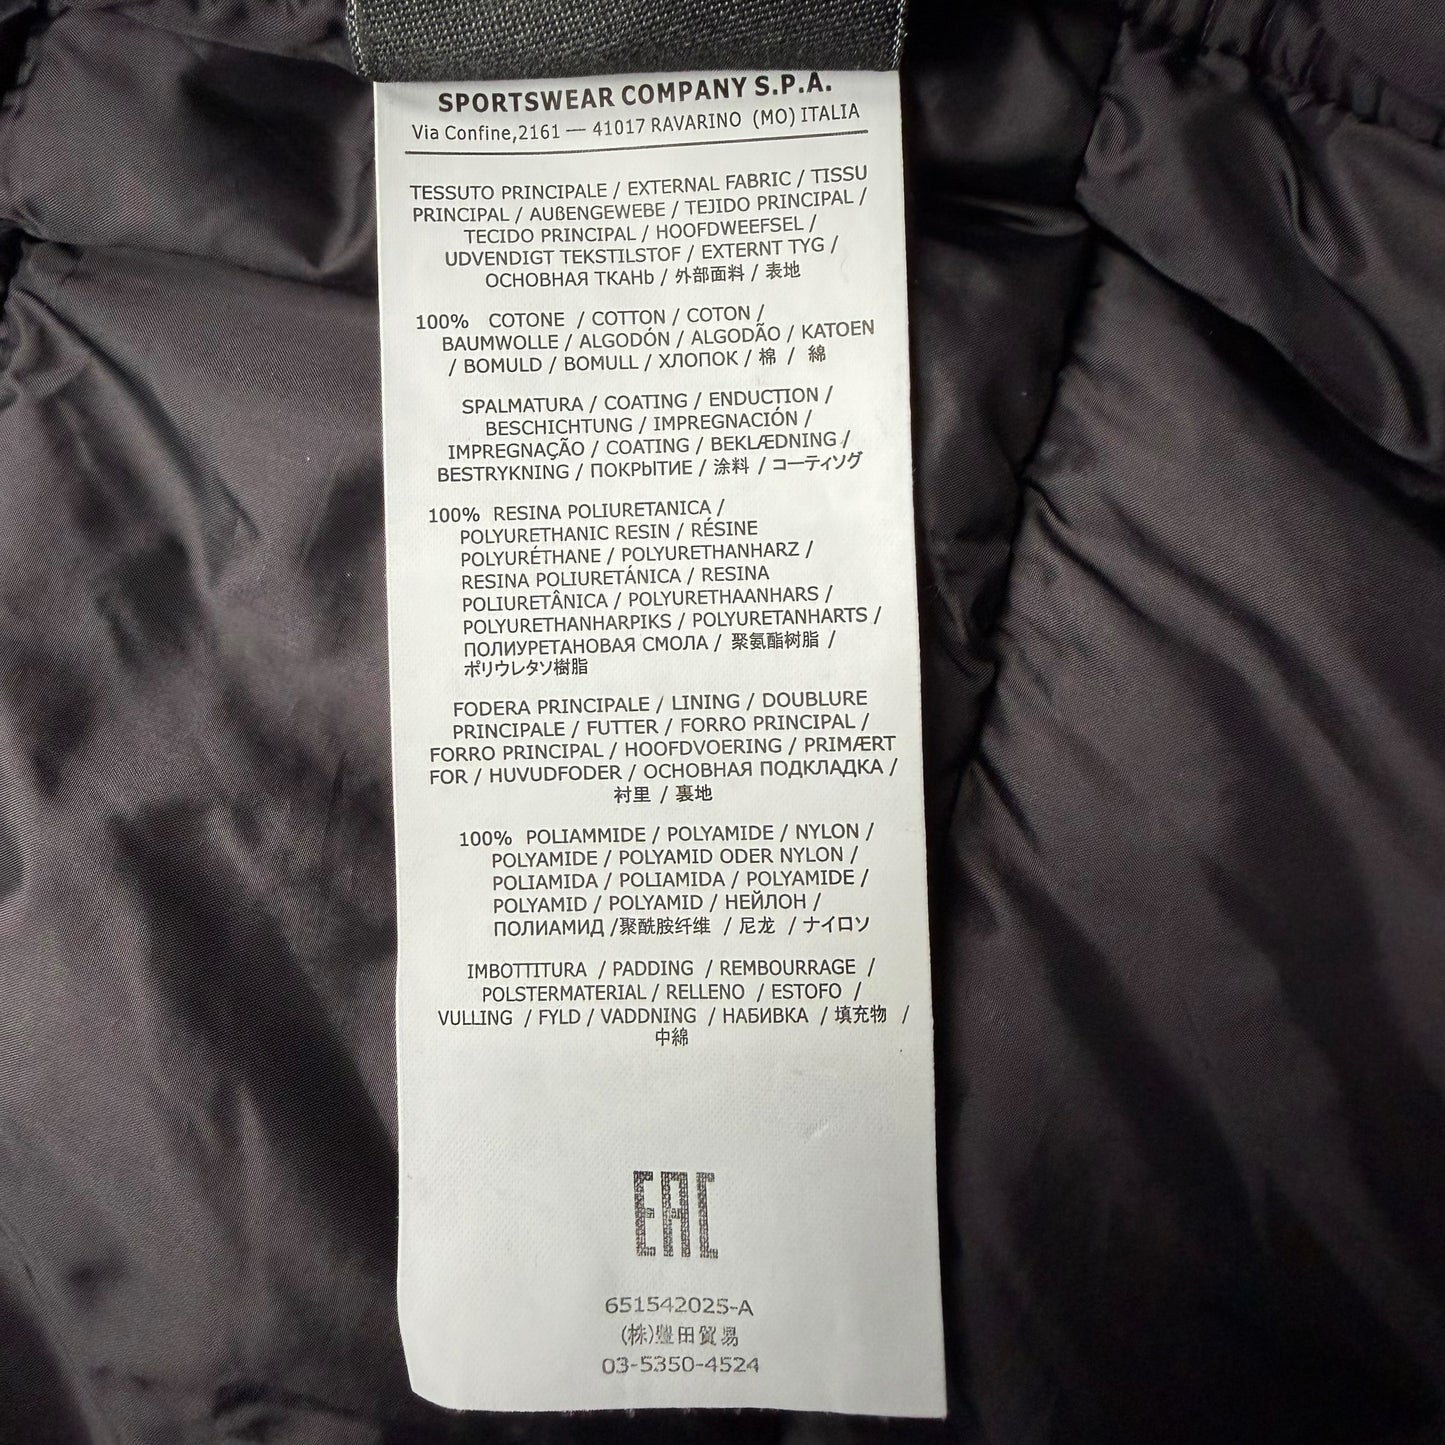 SPORTSWEAR COMPANY S.P.A.
Via Confine,2161 — 41017 RAVARINO (MO) ITALIA
TESSUTO PRINCIPALE / EXTERNAL FABRIC / TISSU
PRINCIPAL / AUßENGEWEBE / TEJIDO PRINCIPAL /
TECIDO PRINCIPAL / HOOFDWEEFSEL /
UDVENDIGT TEKSTILSTOF / EXTERNT TYG /
ОСНОВНАЯ ТКАНЬ / 外部面料 / 表地
100% COTONE / COTTON / COTON /
BAUMWOLLE / ALGODÓN / ALGODÃO / KATOEN
/ BOMULD / BOMULL / ХЛОПОК / 棉 / 綿
SPALMATURA / COATING / ENDUCTION /
BESCHICHTUNG / IMPREGNACIÓN /
IMPREGNAÇÃO / COATING / BEKLÆDNING /
BESTRYKNING / ПОКРЫТИЕ / 涂料 / コーティソグ
100% RESINA POLIURETANICA /
POLYURETHANIC RESIN / RÉSINE
POLYURÉTHANE / POLYURETHANHARZ /
RESINA POLIURETÁNICA / RESINA
POLIURETÂNICA / POLYURETHAANHARS /
POLYURETHANHARPIKS / POLYURETANHARTS /
ПОЛИУРЕТАНОВАЯ СМОЛА / 聚氨酯树脂 /
ポリウレタソ樹脂
FODERA PRINCIPALE / LINING / DOUBLURE
PRINCIPALE / FUTTER / FORRO PRINCIPAL /
FORRO PRINCIPAL / HOOFDVOERING / PRIMÆRT
FOR / HUVUDFODER / ОСНОВНАЯ ПОДКЛАДКА /
衬里 / 裏地
100% POLIAMMIDE / POLYAMIDE / NYLON /
POLYAMIDE / POLYAMID ODER NYLON /
POLIAMIDA / POLIAMIDA / POLYAMIDE /
POLYAMID / POLYAMID / НЕЙЛОН /
ПОЛИАМИД /聚酰胺纤维 / 尼龙 / ナイロソ
IMBOTTITURA / PADDING / REMBOURRAGE /
POLSTERMATERIAL / RELLENO / ESTOFO /
VULLING / FYLD / VADDNING / НАБИВКА / 填充物 /
中綿
EAC
651542025-A
(株)豊田貿易
03-5350-4524